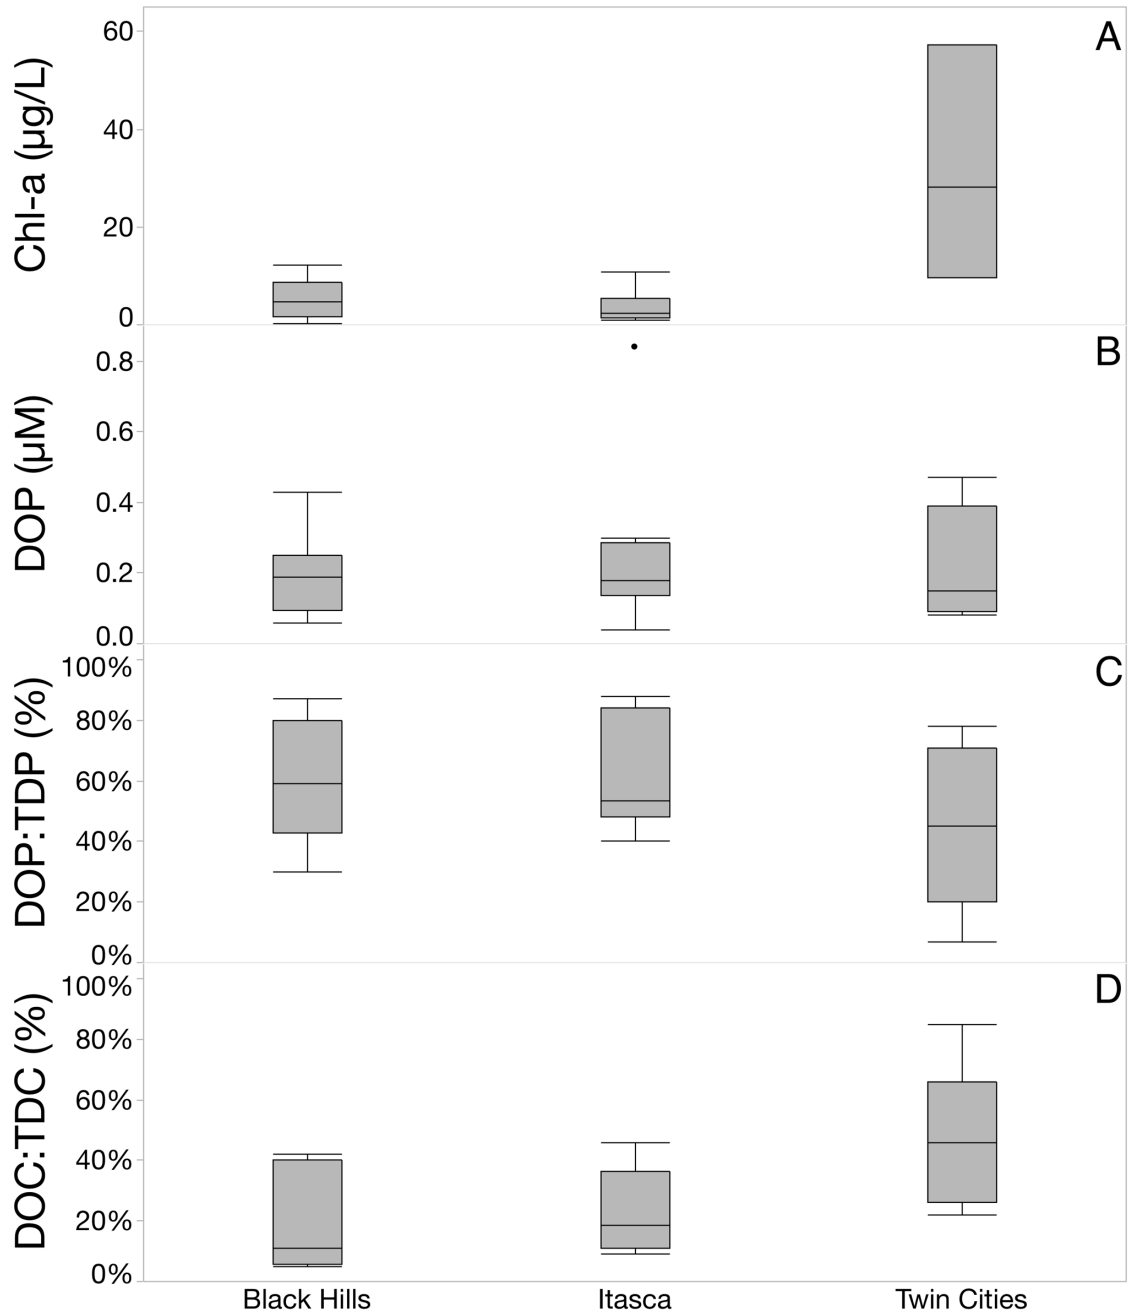 A
Chl-a (µg/L)
60
40
20
0
B
DOP (µM)
0.8
0.6
0.4
0.2
0.0
C
DOP:TDP (%)
100%
80%
60%
40%
20%
0%
D
DOC:TDC (%)
100%
80%
60%
40%
20%
0%
Black Hills Itasca Twin Cities